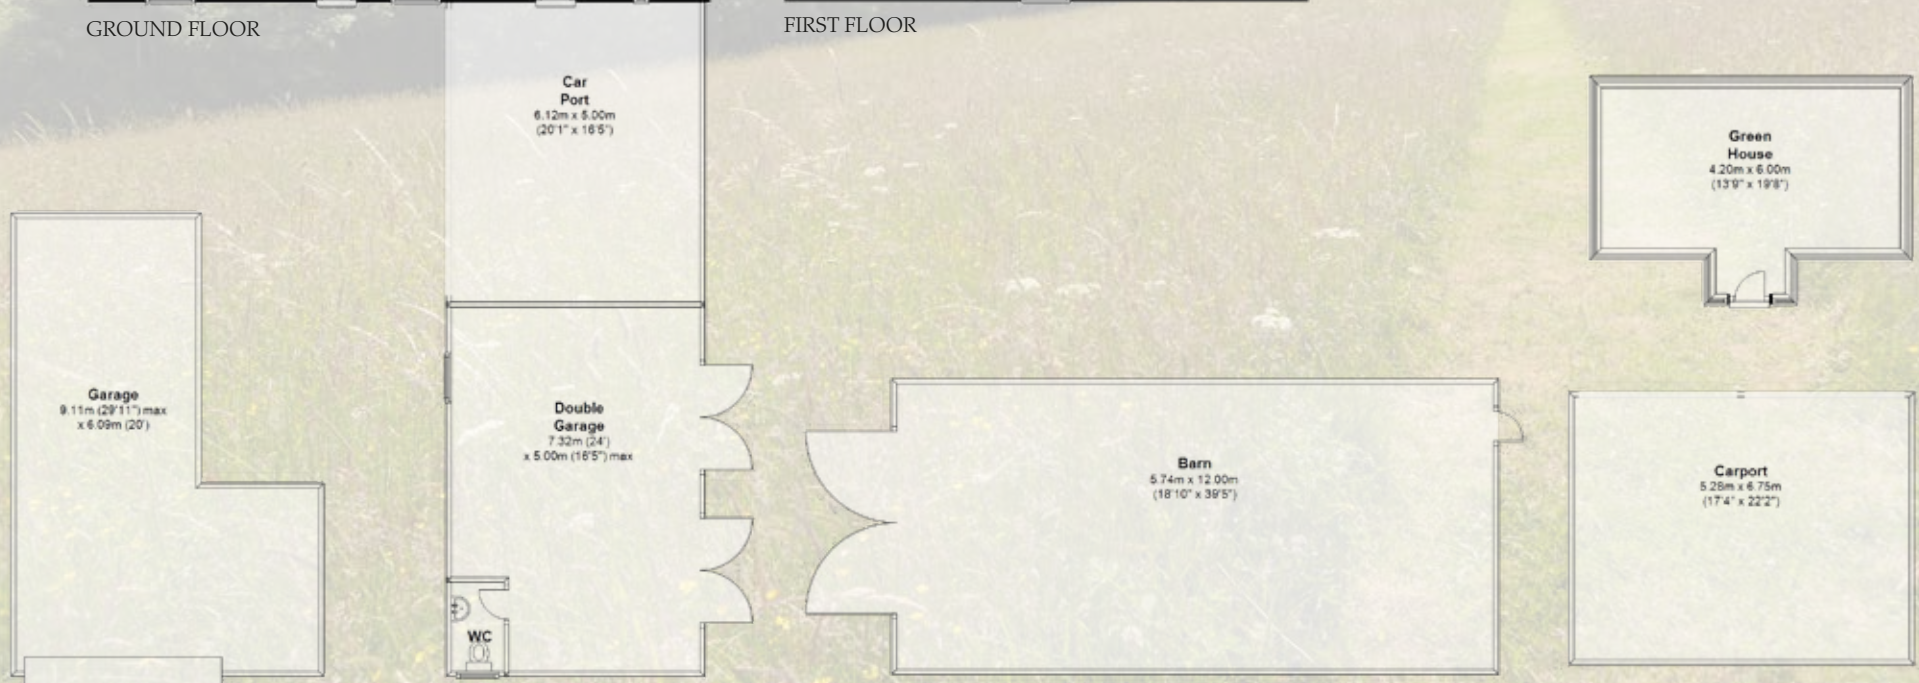 GROUND FLOOR
FIRST FLOOR
Car
Port
6.12m x 5.00m
(20'1" x 16'5")
Green
House
4.20m x 6.00m
(13'9" x 19'8")
Garage
9.11m (29'11") max
x 6.09m (20')
Double
Garage
7.32m (24')
x 5.00m (16'5") max
Barn
5.74m x 12.00m
(18'10" x 39'5")
Carport
5.28m x 6.75m
(17'4" x 22'2")
WC